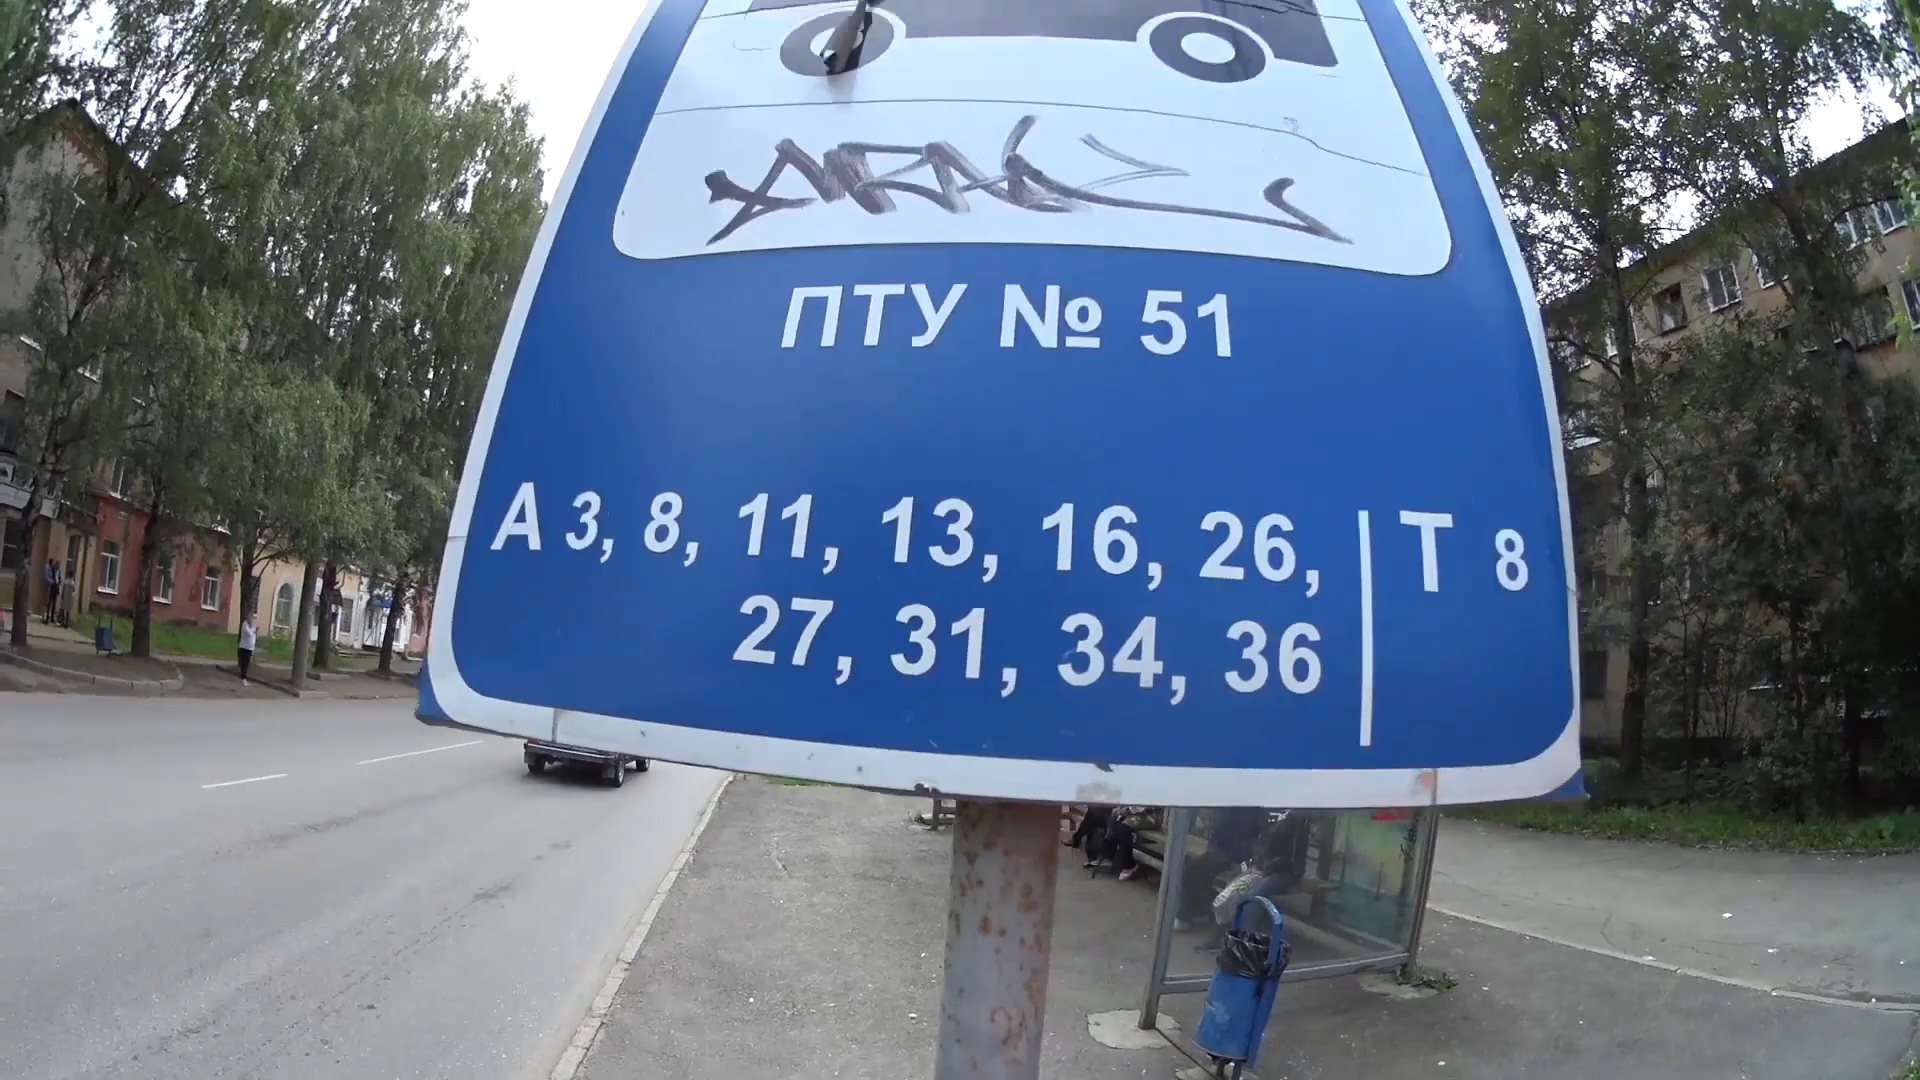 ПТУ № 51
А 3, 8, 11, 13, 16, 26, Т 8
27, 31, 34, 36